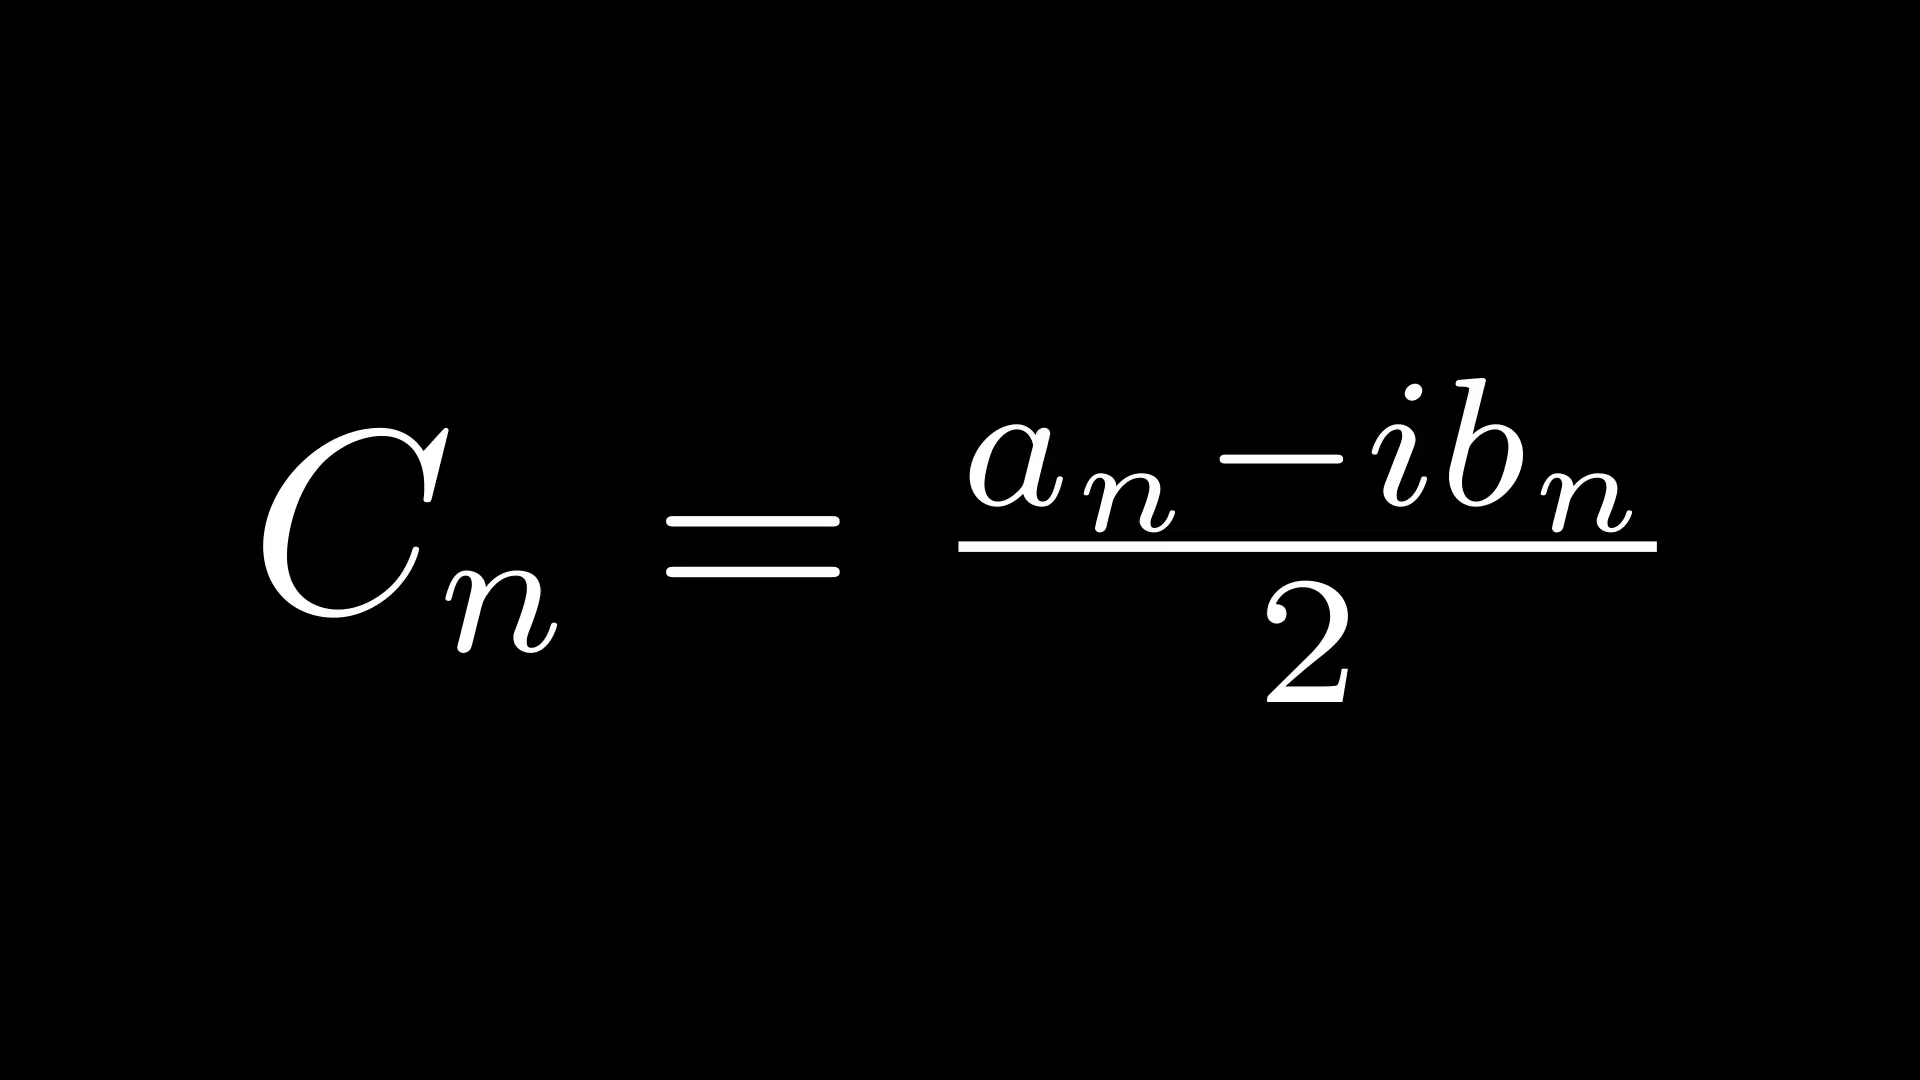 Cₙ = (aₙ − ibₙ) / 2